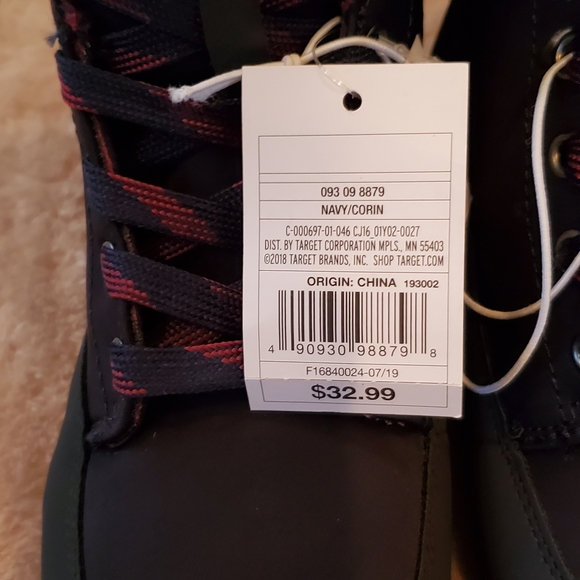 093 09 8879
NAVY/CORIN
C-000697-01-046 CJ16_01Y02-0027
DIST. BY TARGET CORPORATION MPLS., MN 55403
©2018 TARGET BRANDS, INC. SHOP TARGET.COM
ORIGIN: CHINA 193002
4 90930 98879 8
F16840024-07/19
$32.99